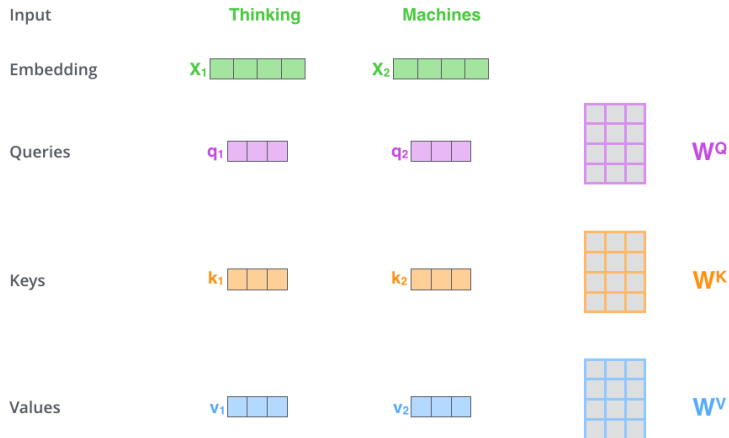 Input Thinking Machines
Embedding X1 X2
Queries q1 q2 WQ
Keys k1 k2 WK
Values v1 v2 WV